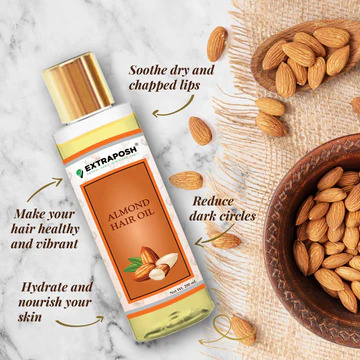 Soothe dry and
chapped lips
EXTRAPOSH
ALMOND
HAIR OIL
Make your
hair healthy
and vibrant
Reduce
dark circles
Hydrate and
nourish your
skin
Net Wt. 200 ml